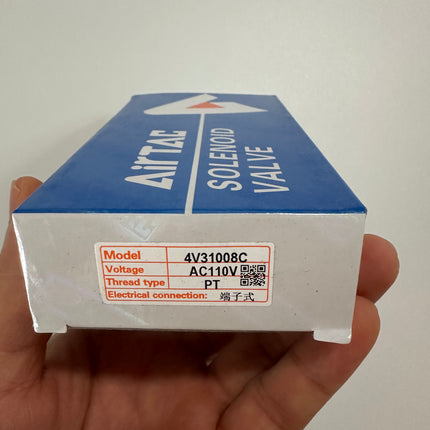 AirTAC
SOLENOID
VALVE
Model 4V31008C
Voltage AC110V
Thread type PT
Electrical connection: 端子式